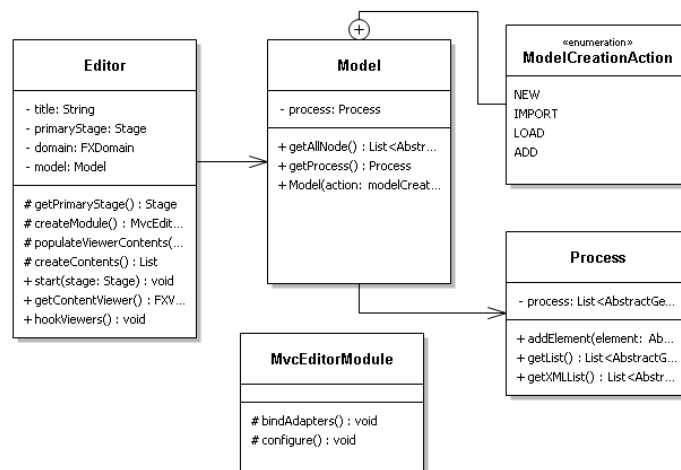 Editor
- title: String
- primaryStage: Stage
- domain: FXDomain
- model: Model
# getPrimaryStage() : Stage
# createModule() : MvcEdit...
# populateViewerContents(...
# createContents() : List
+ start(stage: Stage) : void
+ getContentViewer() : FXV...
+ hookViewers() : void
Model
- process: Process
+ getAllNode() : List<Abstr...
+ getProcess() : Process
+ Model(action: modelCreat...
«enumeration»
ModelCreationAction
NEW
IMPORT
LOAD
ADD
Process
- process: List<AbstractGe...
+ addElement(element: Ab...
+ getList() : List<AbstractG...
+ getXMLList() : List<Abstr...
MvcEditorModule
# bindAdapters() : void
# configure() : void